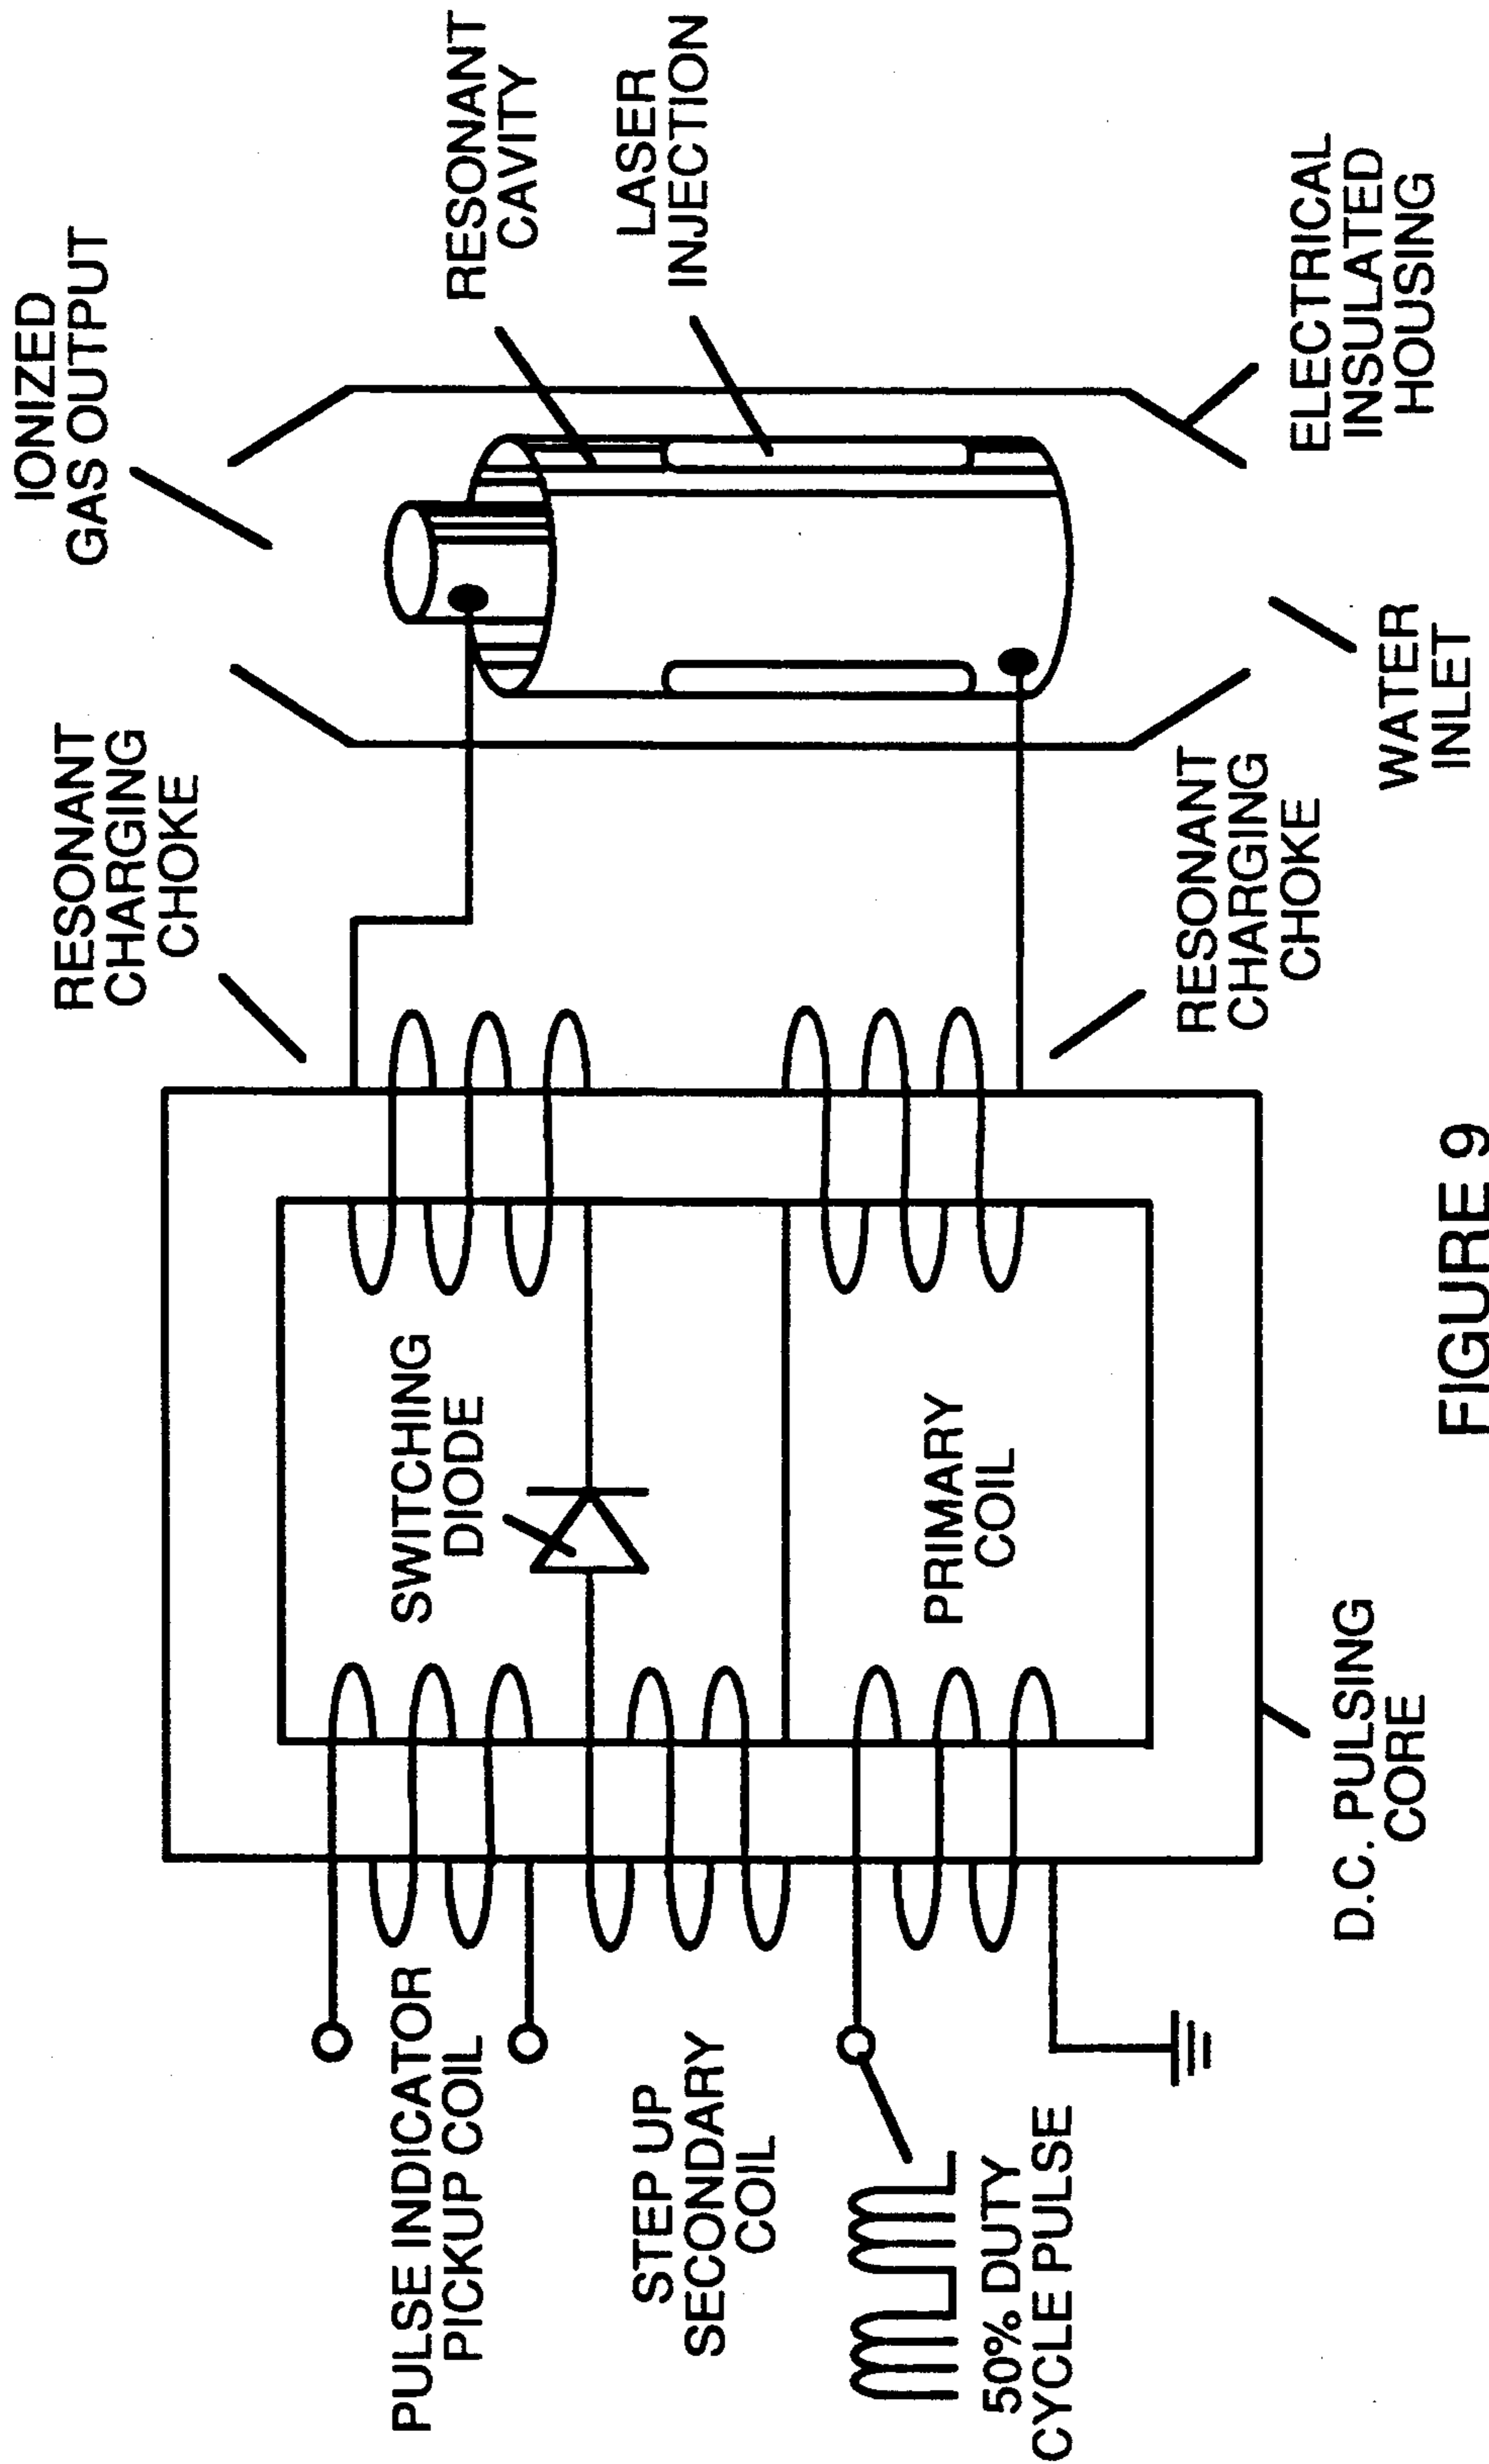 PULSE INDICATOR
PICKUP COIL
STEP UP
SECONDARY
COIL
50% DUTY
CYCLE PULSE
SWITCHING
DIODE
PRIMARY
COIL
D.C. PULSING
CORE
RESONANT
CHARGING
CHOKE
RESONANT
CHARGING
CHOKE
IONIZED
GAS OUTPUT
RESONANT
CAVITY
LASER
INJECTION
ELECTRICAL
INSULATED
HOUSING
WATER
INLET
FIGURE 9